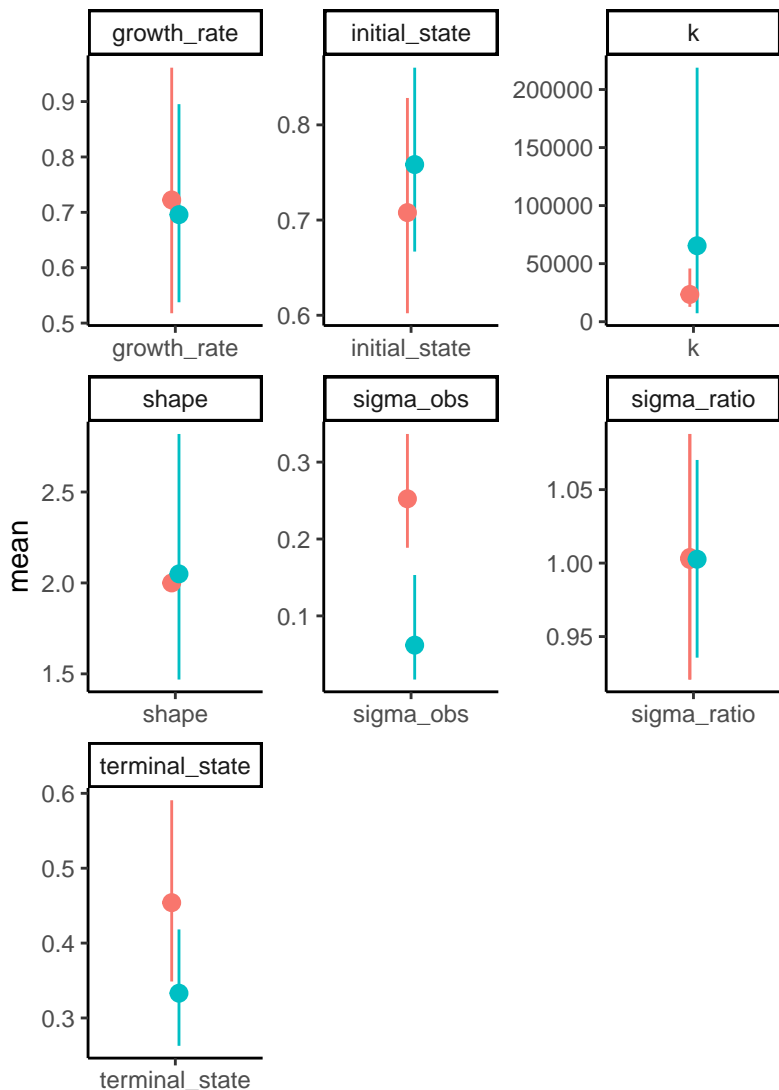 growth_rate
initial_state
k
0.9
0.8
0.7
0.6
0.5
growth_rate
0.8
0.7
0.6
initial_state
200000
150000
100000
50000
0
k
mean
shape
sigma_obs
sigma_ratio
2.5
2.0
1.5
shape
0.3
0.2
0.1
sigma_obs
1.05
1.00
0.95
sigma_ratio
terminal_state
0.6
0.5
0.4
0.3
terminal_state